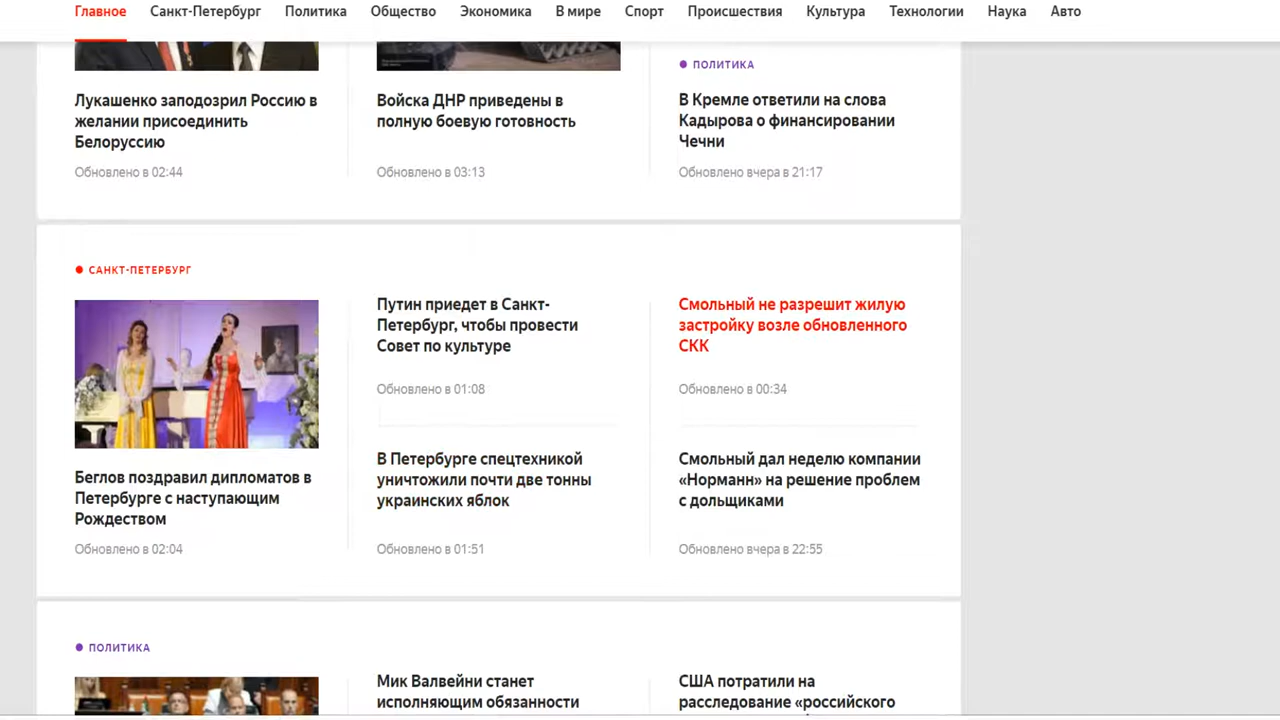 Главное Санкт-Петербург Политика Общество Экономика В мире Спорт Происшествия Культура Технологии Наука Авто
Лукашенко заподозрил Россию в
желании присоединить
Белоруссию
Обновлено в 02:44
Войска ДНР приведены в
полную боевую готовность
Обновлено в 03:13
ПОЛИТИКА
В Кремле ответили на слова
Кадырова о финансировании
Чечни
Обновлено вчера в 21:17
САНКТ-ПЕТЕРБУРГ
Беглов поздравил дипломатов в
Петербурге с наступающим
Рождеством
Обновлено в 02:04
Путин приедет в Санкт-
Петербург, чтобы провести
Совет по культуре
Обновлено в 01:08
В Петербурге спецтехникой
уничтожили почти две тонны
украинских яблок
Обновлено в 01:51
Смольный не разрешит жилую
застройку возле обновленного
СКК
Обновлено в 00:34
Смольный дал неделю компании
«Норманн» на решение проблем
с дольщиками
Обновлено вчера в 22:55
ПОЛИТИКА
Мик Валвейни станет
исполняющим обязанности
США потратили на
расследование «российского